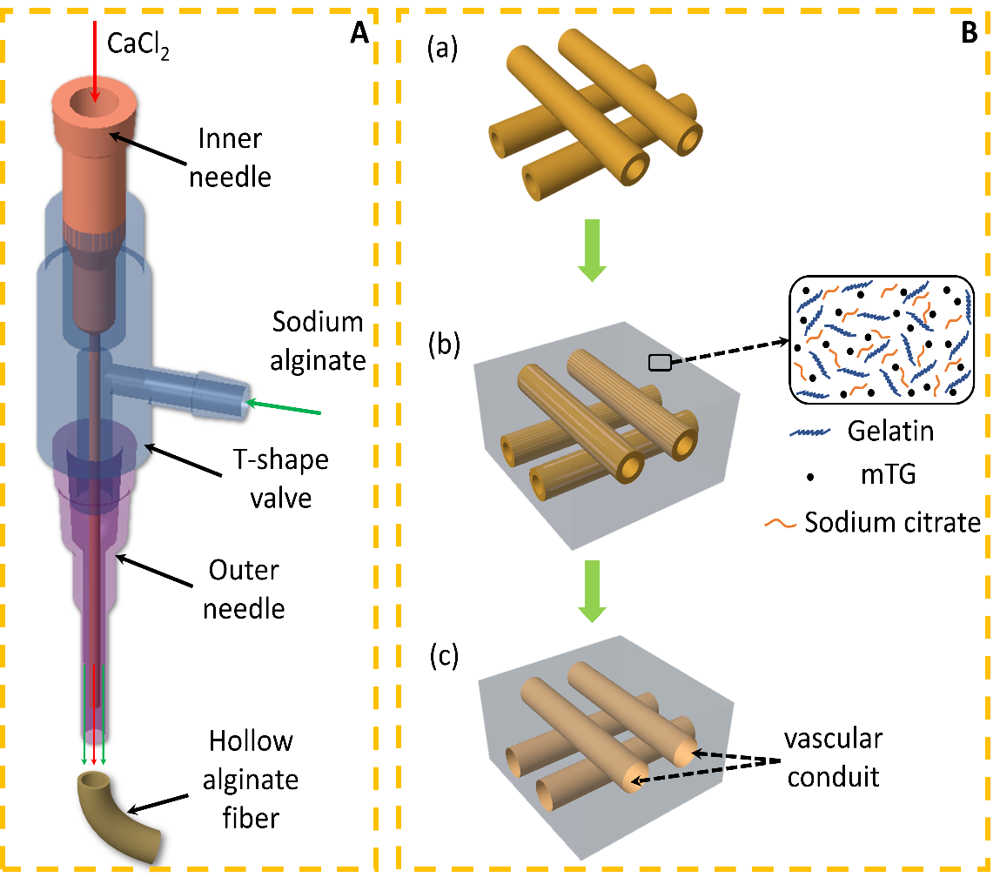 A
CaCl2
Inner
needle
Sodium
alginate
T-shape
valve
Outer
needle
Hollow
alginate
fiber
B
(a)
(b)
Gelatin
mTG
Sodium citrate
(c)
vascular
conduit